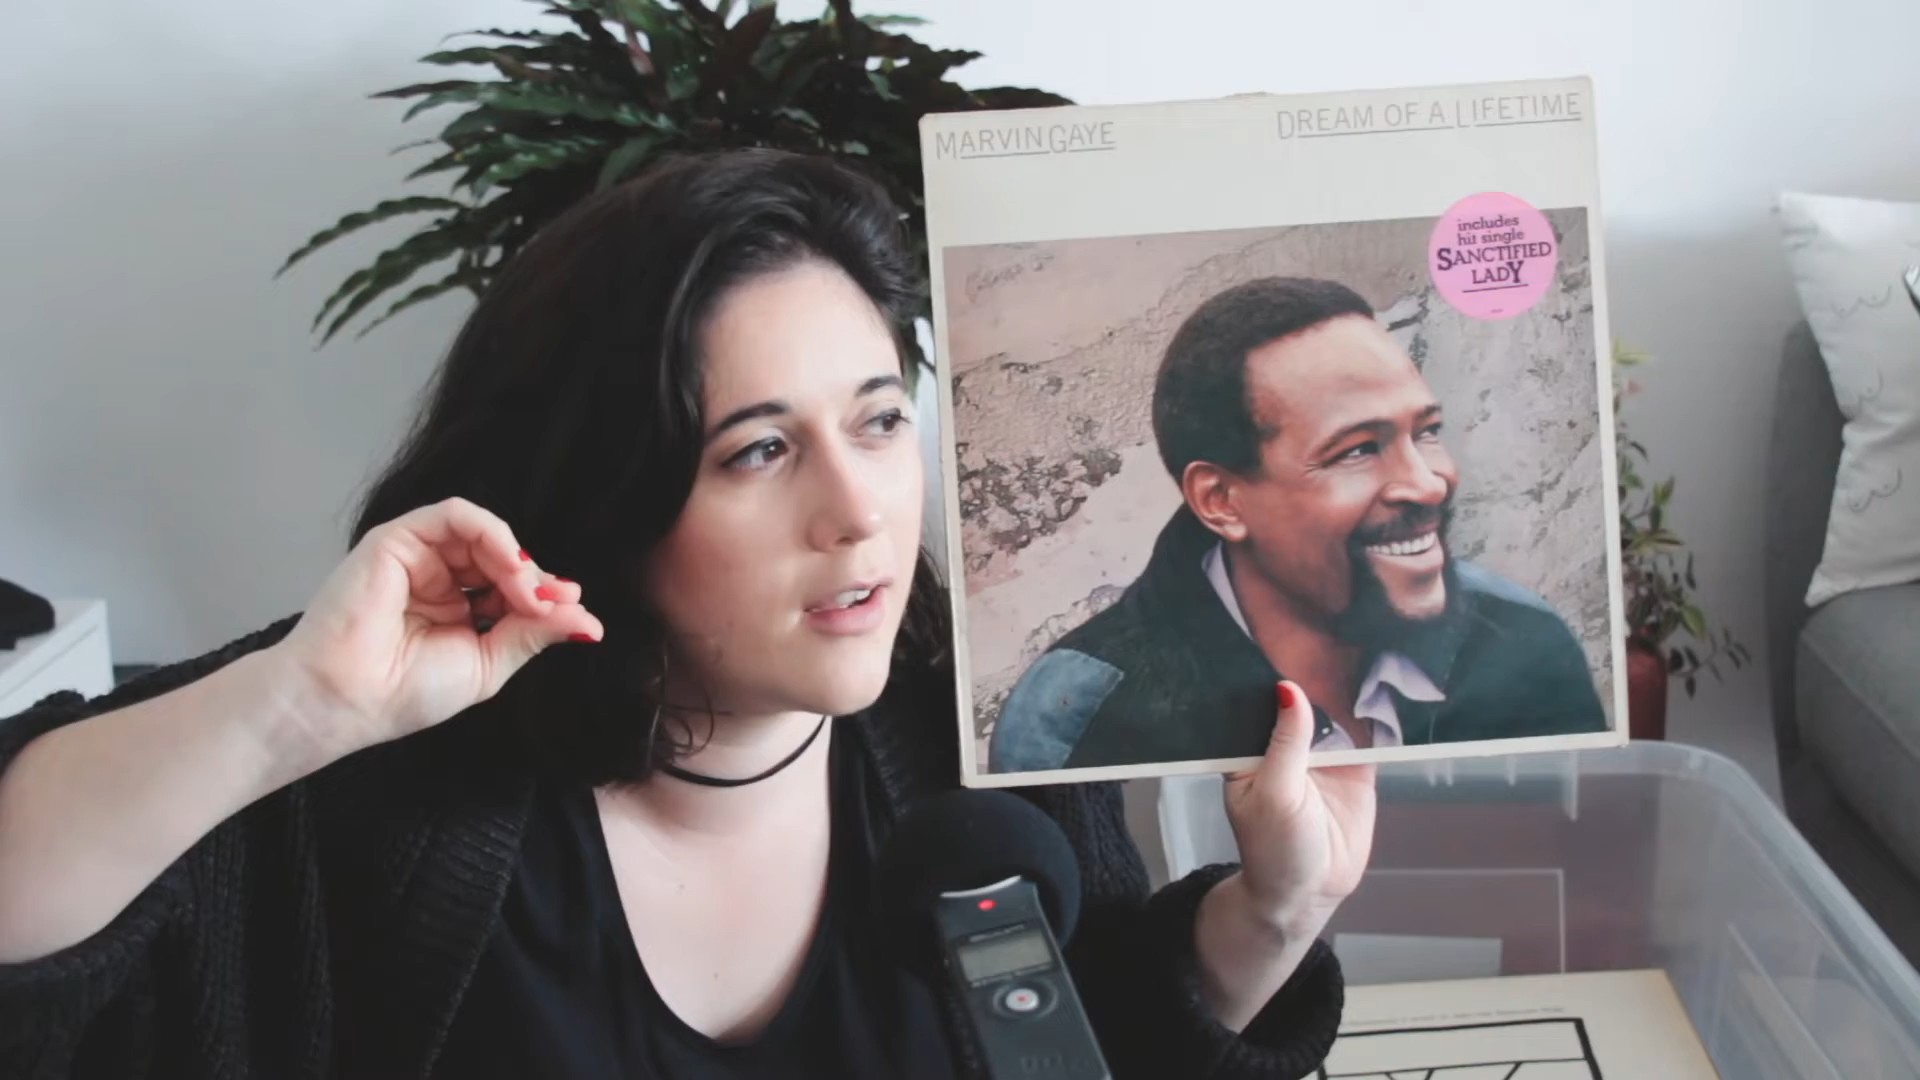 MARVIN GAYE
DREAM OF A LIFETIME
includes
hit single
SANCTIFIED
LADY